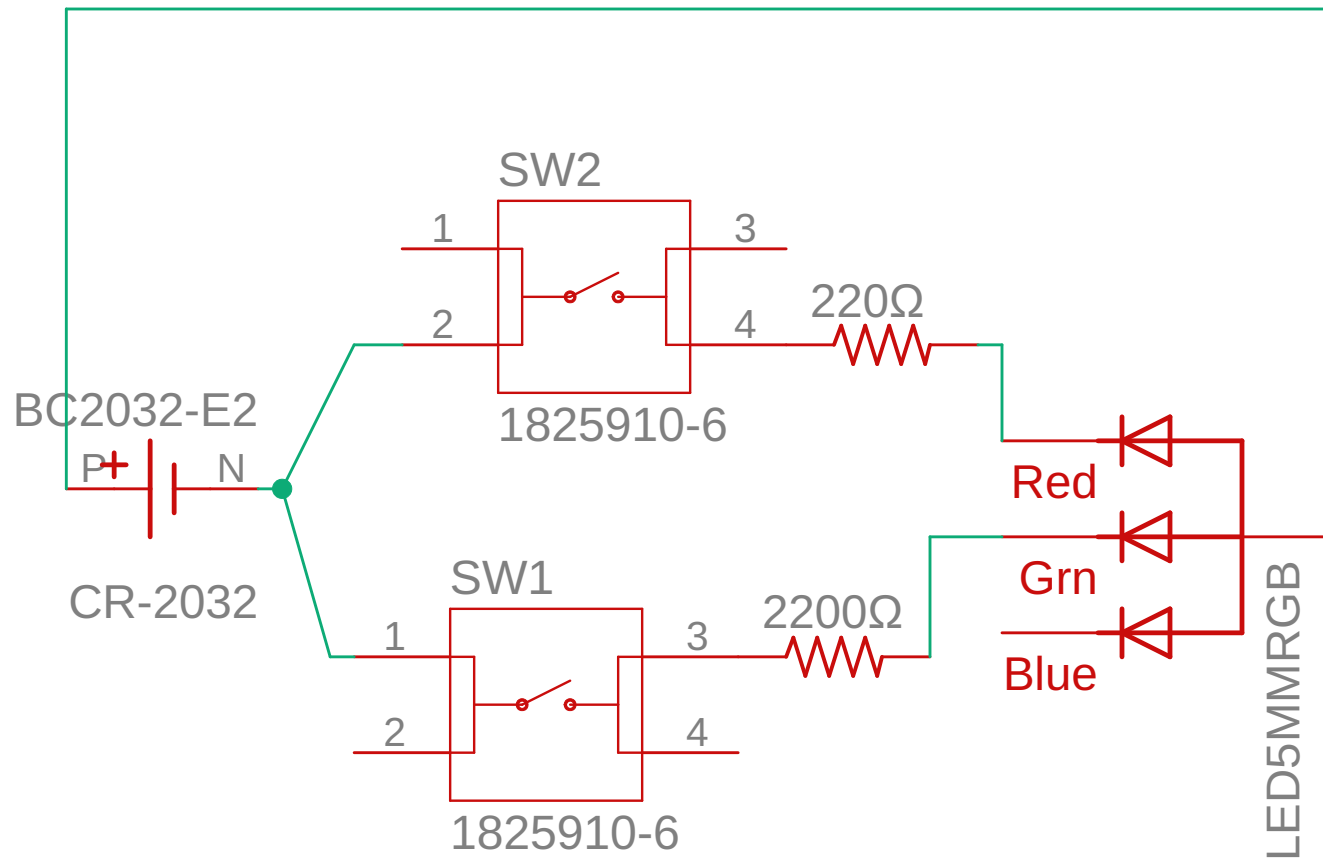 SW2
1
3
2
4
220Ω
1825910-6
BC2032-E2
P+
N
CR-2032
Red
Grn
Blue
LED5MMRGB
SW1
1
3
2
4
2200Ω
1825910-6